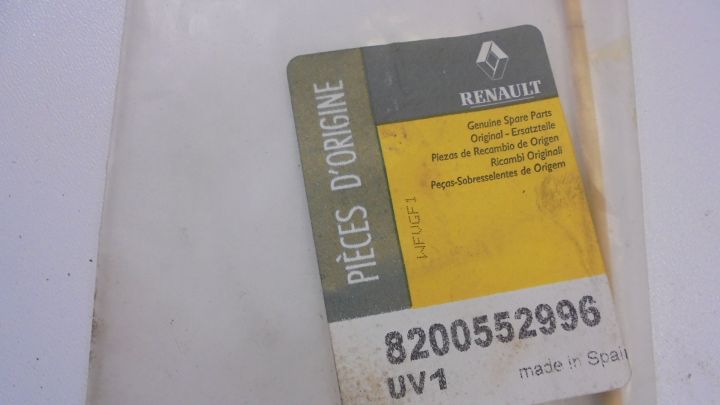 PIÈCES D'ORIGINE
RENAULT
Genuine Spare Parts
Original - Ersatzteile
Piezas de Recambio de Origen
Ricambi Originali
Peças-Sobresselentes de Origem
WFVGF1
8200552996
UV1
made in Spain